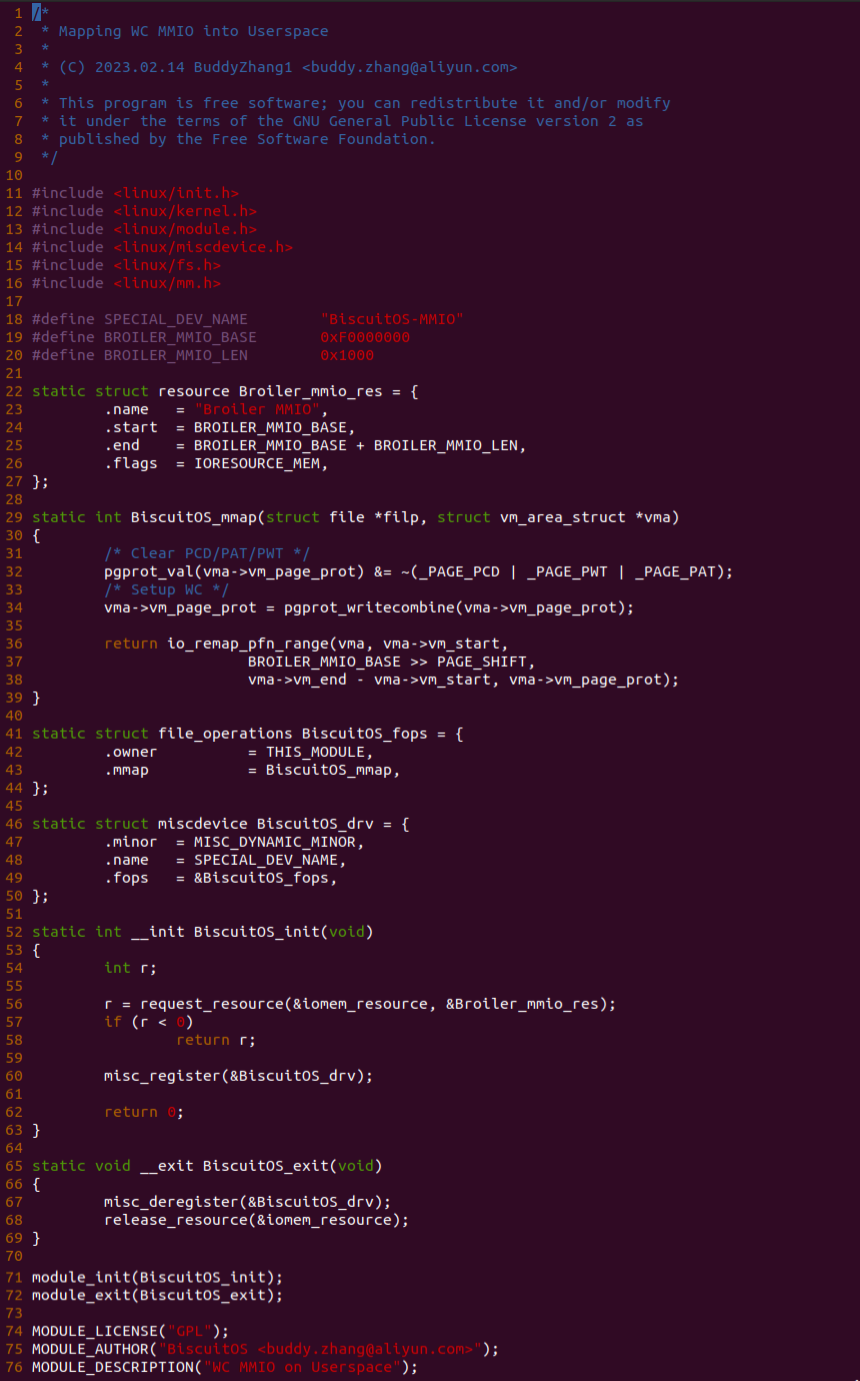 1 /*
2  * Mapping WC MMIO into Userspace
3  *
4  * (C) 2023.02.14 BuddyZhang1 <buddy.zhang@aliyun.com>
5  *
6  * This program is free software; you can redistribute it and/or modify
7  * it under the terms of the GNU General Public License version 2 as
8  * published by the Free Software Foundation.
9  */
10
11 #include <linux/init.h>
12 #include <linux/kernel.h>
13 #include <linux/module.h>
14 #include <linux/miscdevice.h>
15 #include <linux/fs.h>
16 #include <linux/mm.h>
17
18 #define SPECIAL_DEV_NAME        "BiscuitOS-MMIO"
19 #define BROILER_MMIO_BASE       0xF0000000
20 #define BROILER_MMIO_LEN        0x1000
21
22 static struct resource Broiler_mmio_res = {
23         .name   = "Broiler MMIO",
24         .start  = BROILER_MMIO_BASE,
25         .end    = BROILER_MMIO_BASE + BROILER_MMIO_LEN,
26         .flags  = IORESOURCE_MEM,
27 };
28
29 static int BiscuitOS_mmap(struct file *filp, struct vm_area_struct *vma)
30 {
31         /* Clear PCD/PAT/PWT */
32         pgprot_val(vma->vm_page_prot) &= ~(_PAGE_PCD | _PAGE_PWT | _PAGE_PAT);
33         /* Setup WC */
34         vma->vm_page_prot = pgprot_writecombine(vma->vm_page_prot);
35
36         return io_remap_pfn_range(vma, vma->vm_start,
37                         BROILER_MMIO_BASE >> PAGE_SHIFT,
38                         vma->vm_end - vma->vm_start, vma->vm_page_prot);
39 }
40
41 static struct file_operations BiscuitOS_fops = {
42         .owner          = THIS_MODULE,
43         .mmap           = BiscuitOS_mmap,
44 };
45
46 static struct miscdevice BiscuitOS_drv = {
47         .minor  = MISC_DYNAMIC_MINOR,
48         .name   = SPECIAL_DEV_NAME,
49         .fops   = &BiscuitOS_fops,
50 };
51
52 static int __init BiscuitOS_init(void)
53 {
54         int r;
55
56         r = request_resource(&iomem_resource, &Broiler_mmio_res);
57         if (r < 0)
58                 return r;
59
60         misc_register(&BiscuitOS_drv);
61
62         return 0;
63 }
64
65 static void __exit BiscuitOS_exit(void)
66 {
67         misc_deregister(&BiscuitOS_drv);
68         release_resource(&iomem_resource);
69 }
70
71 module_init(BiscuitOS_init);
72 module_exit(BiscuitOS_exit);
73
74 MODULE_LICENSE("GPL");
75 MODULE_AUTHOR("BiscuitOS <buddy.zhang@aliyun.com>");
76 MODULE_DESCRIPTION("WC MMIO on Userspace");